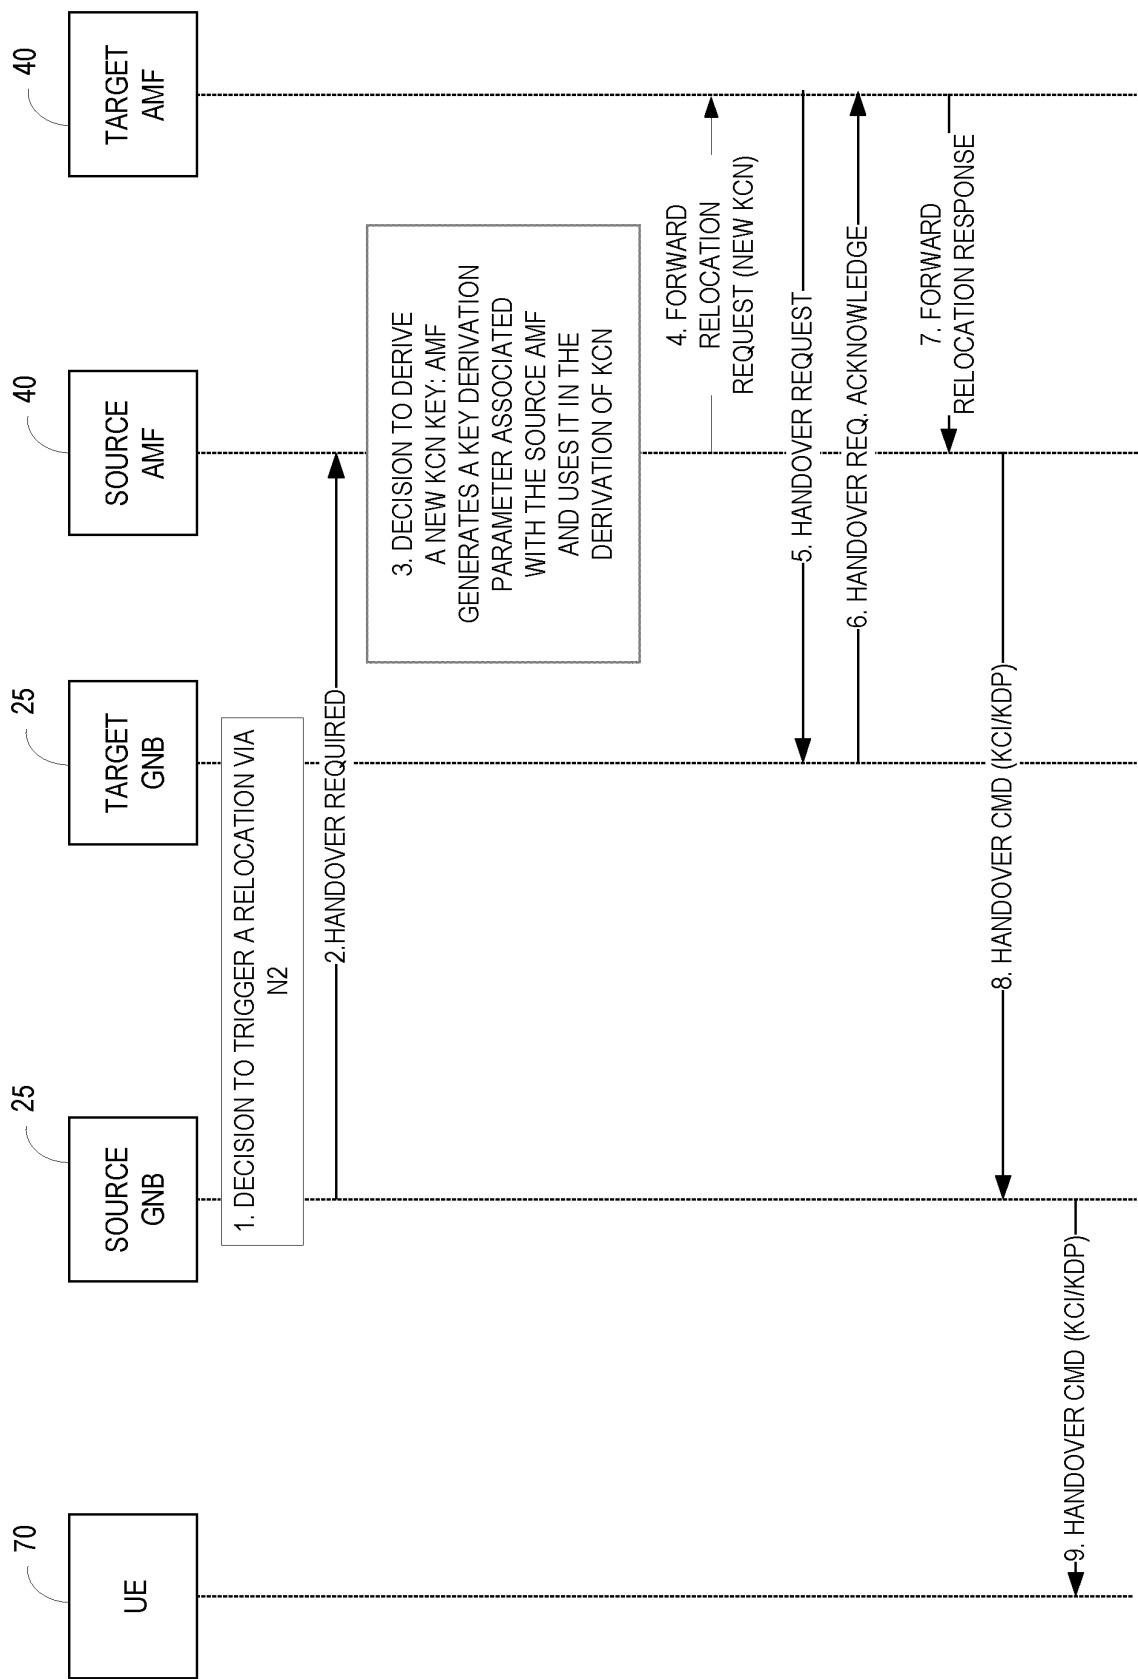 70
25
25
40
40
UE
SOURCE
GNB
TARGET
GNB
SOURCE
AMF
TARGET
AMF
1. DECISION TO TRIGGER A RELOCATION VIA
N2
2.HANDOVER REQUIRED
3. DECISION TO DERIVE
A NEW KCN KEY: AMF
GENERATES A KEY DERIVATION
PARAMETER ASSOCIATED
WITH THE SOURCE AMF
AND USES IT IN THE
DERIVATION OF KCN
4. FORWARD
RELOCATION
REQUEST (NEW KCN)
5. HANDOVER REQUEST
6. HANDOVER REQ. ACKNOWLEDGE
7. FORWARD
RELOCATION RESPONSE
8. HANDOVER CMD (KCI/KDP)
9. HANDOVER CMD (KCI/KDP)